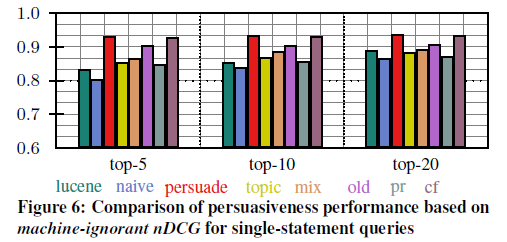 1.0
0.9
0.8
0.7
0.6
top-5 top-10 top-20
lucene naive persuade topic mix old pr cf
Figure 6: Comparison of persuasiveness performance based on
machine-ignorant nDCG for single-statement queries